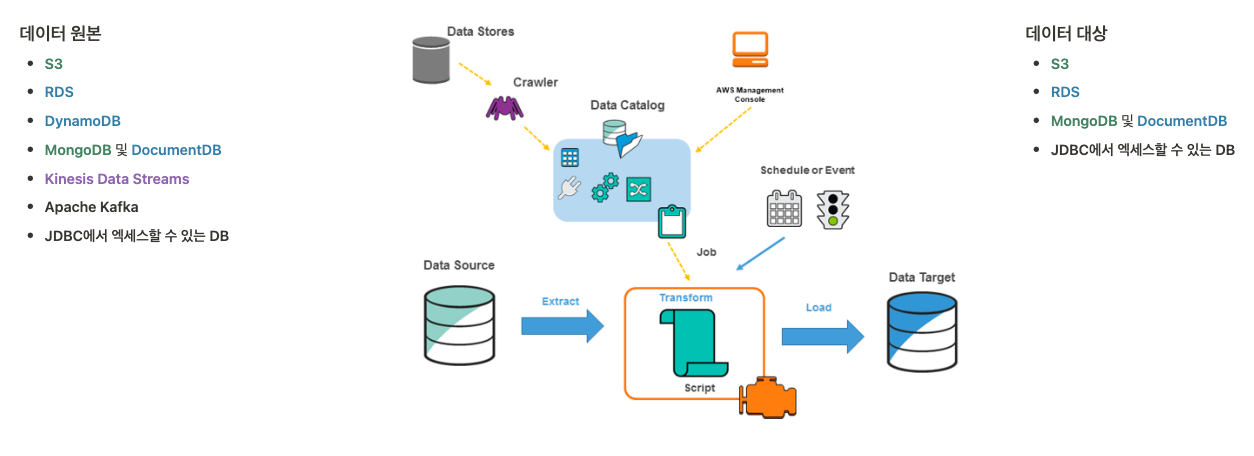 데이터 원본
S3
RDS
DynamoDB
MongoDB 및 DocumentDB
Kinesis Data Streams
Apache Kafka
JDBC에서 엑세스할 수 있는 DB
Data Stores
Crawler
Data Catalog
AWS Management
Console
Schedule or Event
Job
Data Source
Extract
Transform
Script
Load
Data Target
데이터 대상
S3
RDS
MongoDB 및 DocumentDB
JDBC에서 엑세스할 수 있는 DB